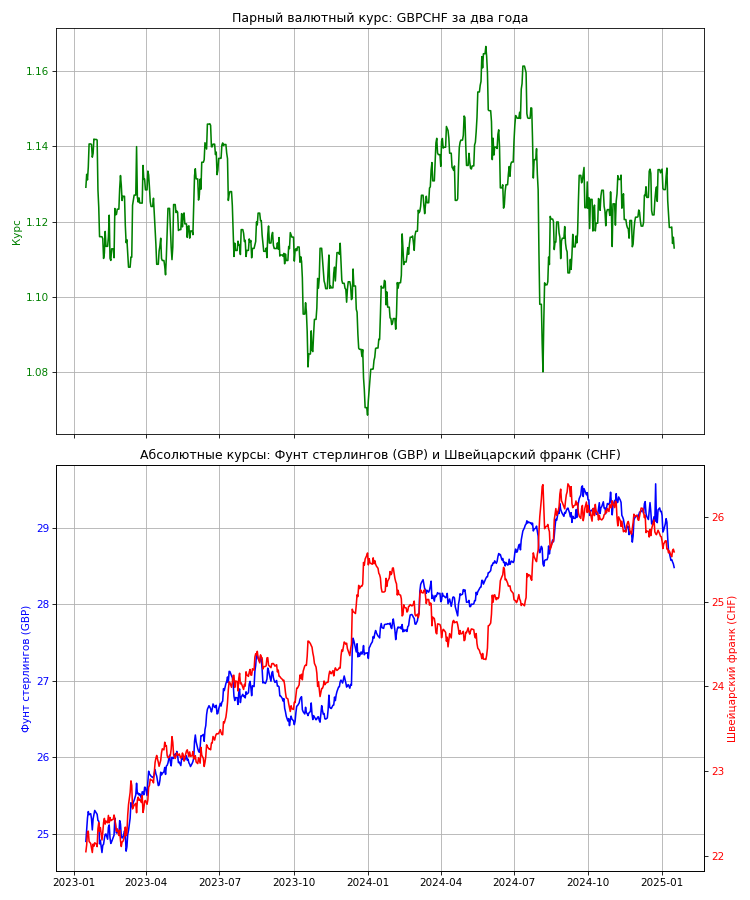 Парный валютный курс: GBPCHF за два года
1.16
1.14
1.12
1.10
1.08
Курс
Абсолютные курсы: Фунт стерлингов (GBP) и Швейцарский франк (CHF)
29
28
27
26
25
Фунт стерлингов (GBP)
26
25
24
23
22
Швейцарский франк (CHF)
2023-01 2023-04 2023-07 2023-10 2024-01 2024-04 2024-07 2024-10 2025-01